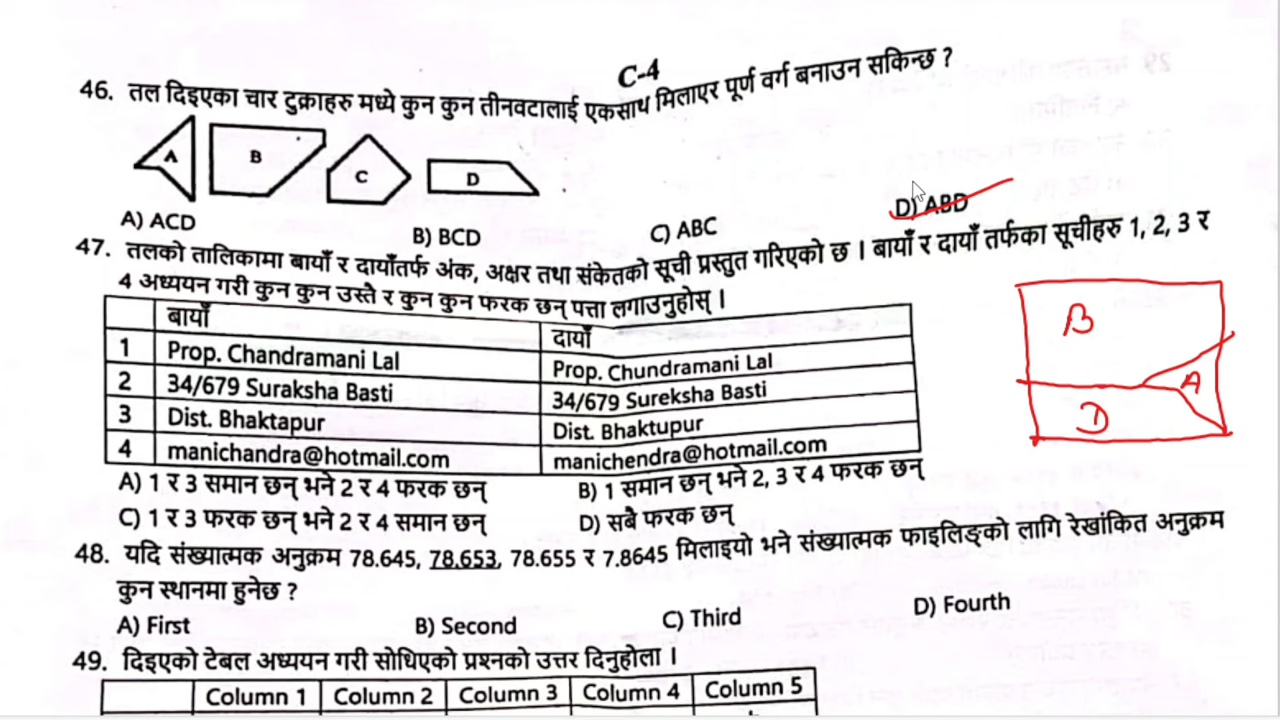 C-4
46. तल दिइएका चार टुक्राहरु मध्ये कुन कुन तीनवटालाई एकसाथ मिलाएर पूर्ण वर्ग बनाउन सकिन्छ ?
A B C D
A) ACD B) BCD C) ABC D) ABD
47. तलको तालिकामा बायाँ र दायाँतर्फ अंक, अक्षर तथा संकेतको सूची प्रस्तुत गरिएको छ । बायाँ र दायाँ तर्फका सूचीहरु 1, 2, 3 र
4 अध्ययन गरी कुन कुन उस्तै र कुन कुन फरक छन् पत्ता लगाउनुहोस् ।
बायाँ दायाँ
1 Prop. Chandramani Lal Prop. Chundramani Lal
2 34/679 Suraksha Basti 34/679 Sureksha Basti
3 Dist. Bhaktapur Dist. Bhaktupur
4 manichandra@hotmail.com manichendra@hotmail.com
B
A
D
A) 1 र 3 समान छन् भने 2 र 4 फरक छन् B) 1 समान छन् भने 2, 3 र 4 फरक छन्
C) 1 र 3 फरक छन् भने 2 र 4 समान छन् D) सबै फरक छन्
48. यदि संख्यात्मक अनुक्रम 78.645, 78.653, 78.655 र 7.8645 मिलाइयो भने संख्यात्मक फाइलिङ्को लागि रेखांकित अनुक्रम
कुन स्थानमा हुनेछ ?
A) First B) Second C) Third D) Fourth
49. दिइएको टेबल अध्ययन गरी सोधिएको प्रश्नको उत्तर दिनुहोला ।
Column 1 Column 2 Column 3 Column 4 Column 5